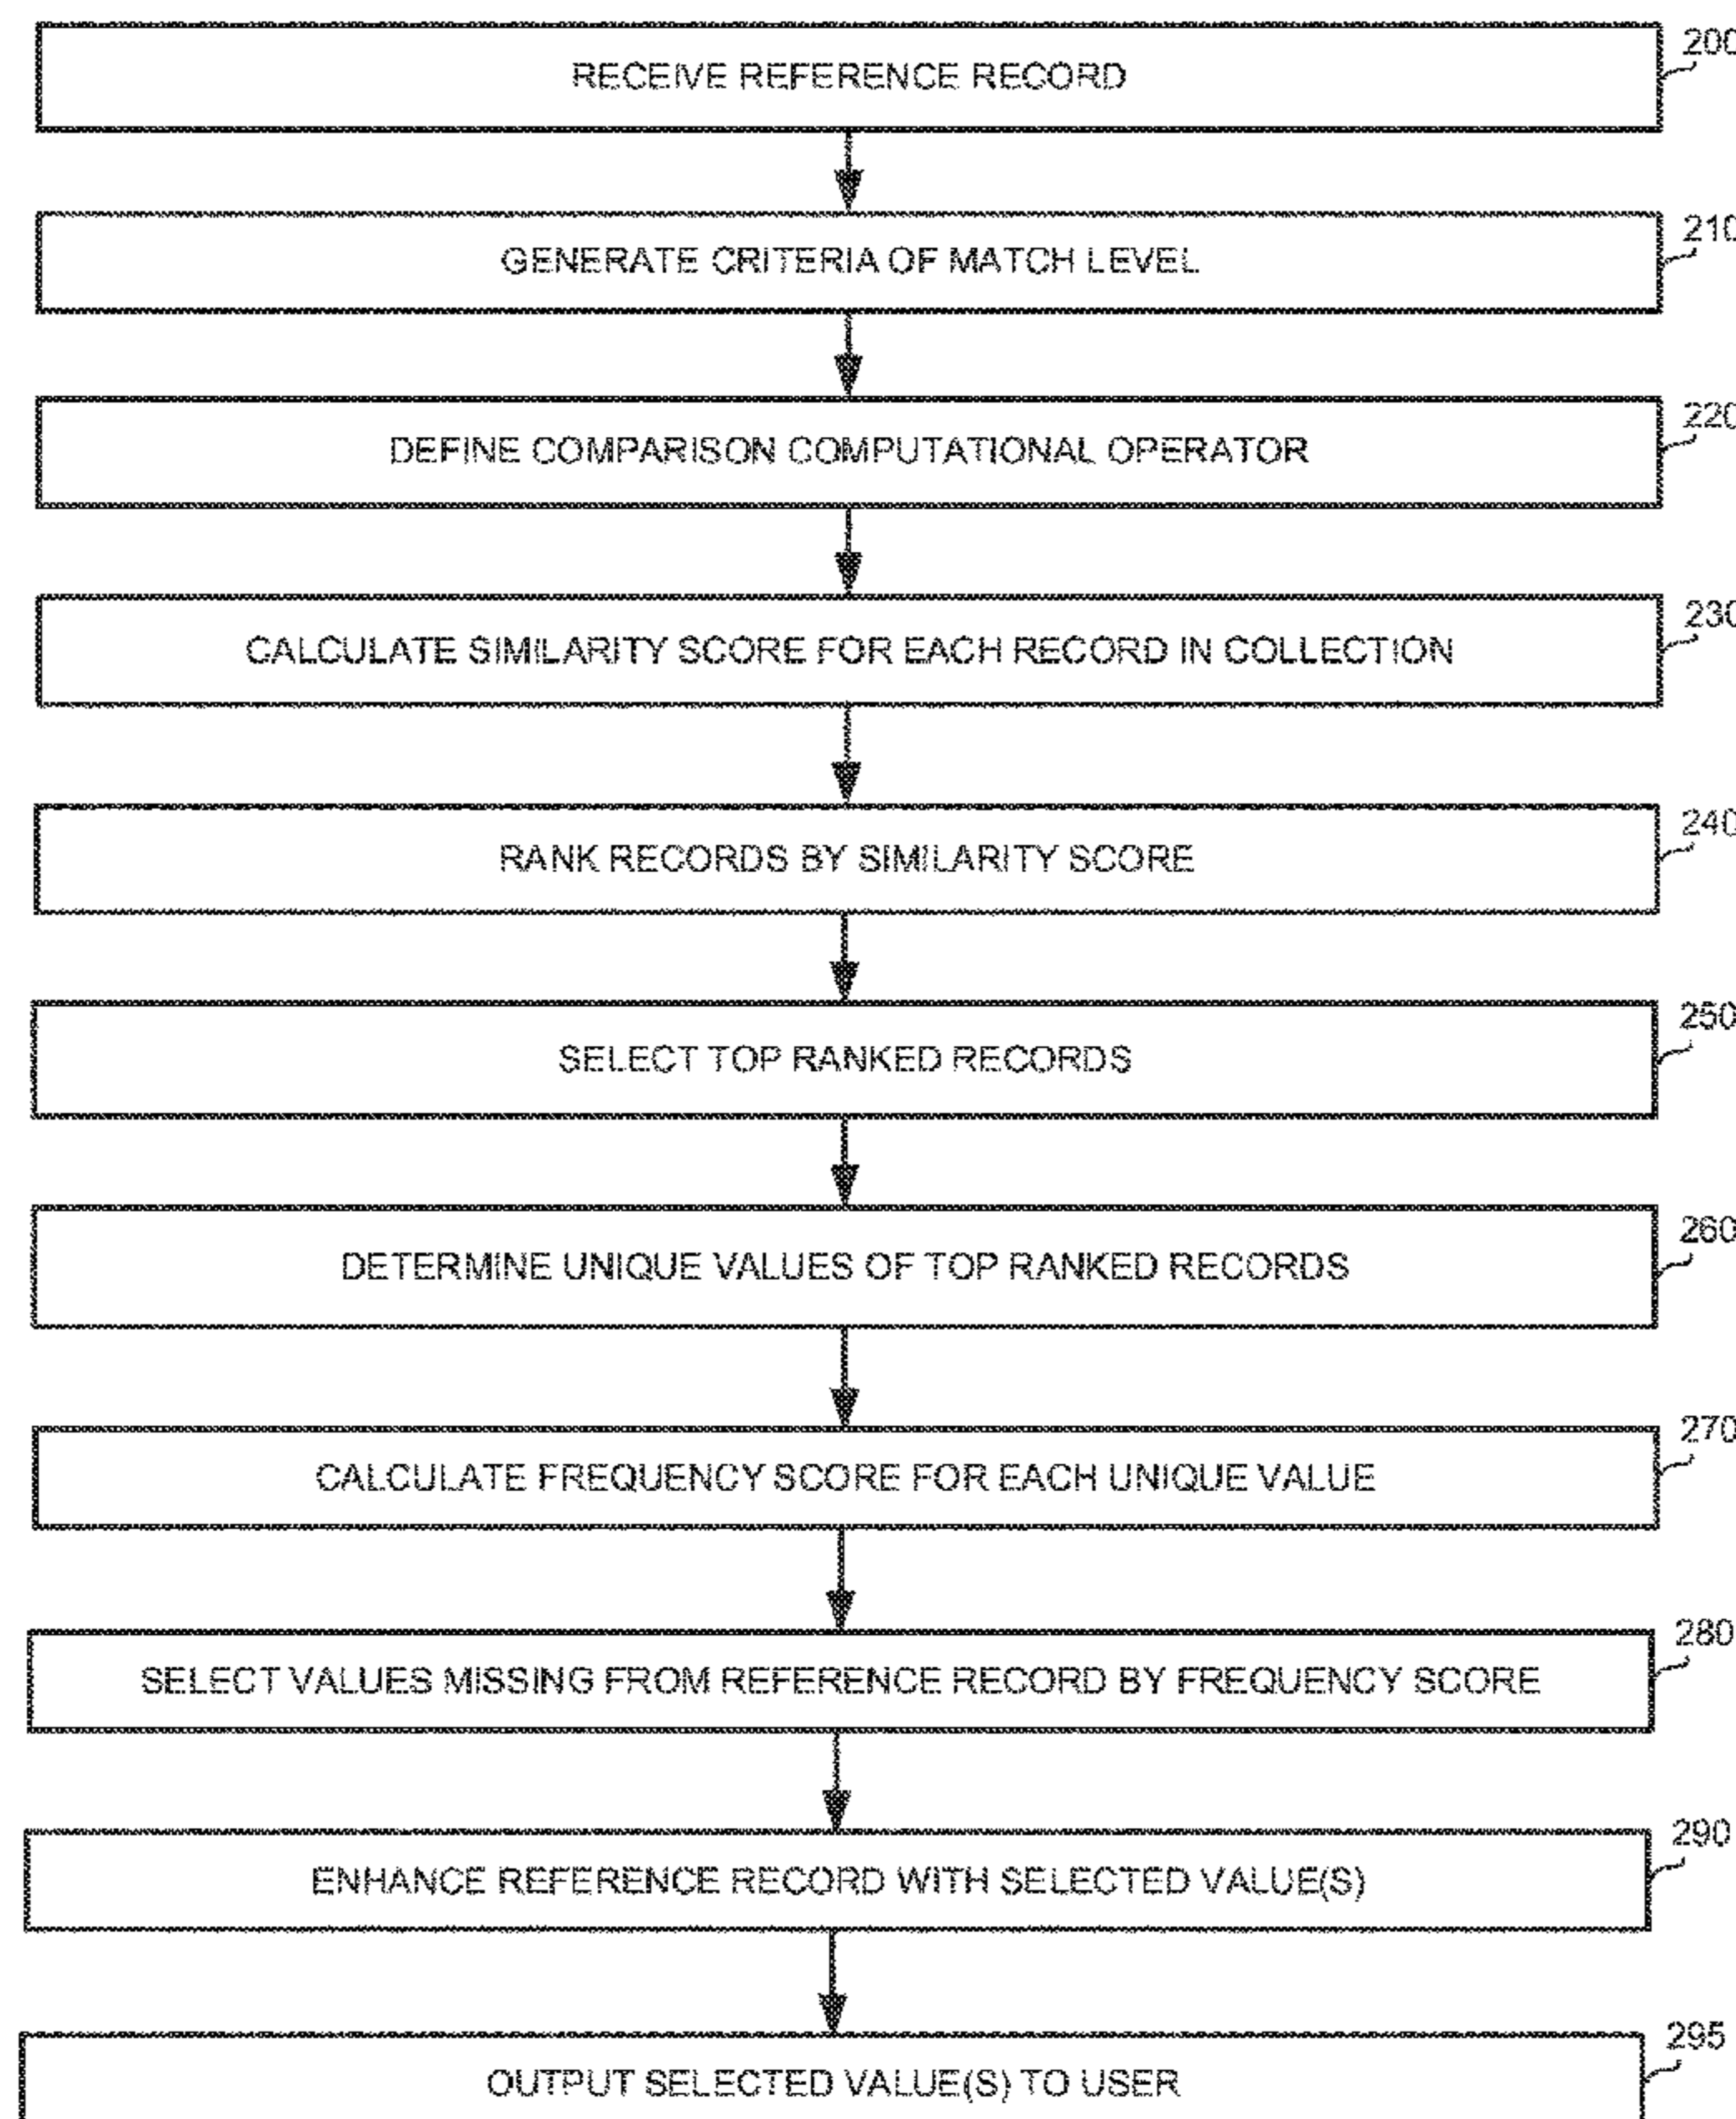 RECEIVE REFERENCE RECORD
200
GENERATE CRITERIA OF MATCH LEVEL
210
DEFINE COMPARISON COMPUTATIONAL OPERATOR
220
CALCULATE SIMILARITY SCORE FOR EACH RECORD IN COLLECTION
230
RANK RECORDS BY SIMILARITY SCORE
240
SELECT TOP RANKED RECORDS
250
DETERMINE UNIQUE VALUES OF TOP RANKED RECORDS
260
CALCULATE FREQUENCY SCORE FOR EACH UNIQUE VALUE
270
SELECT VALUES MISSING FROM REFERENCE RECORD BY FREQUENCY SCORE
280
ENHANCE REFERENCE RECORD WITH SELECTED VALUE(S)
290
OUTPUT SELECTED VALUE(S) TO USER
295